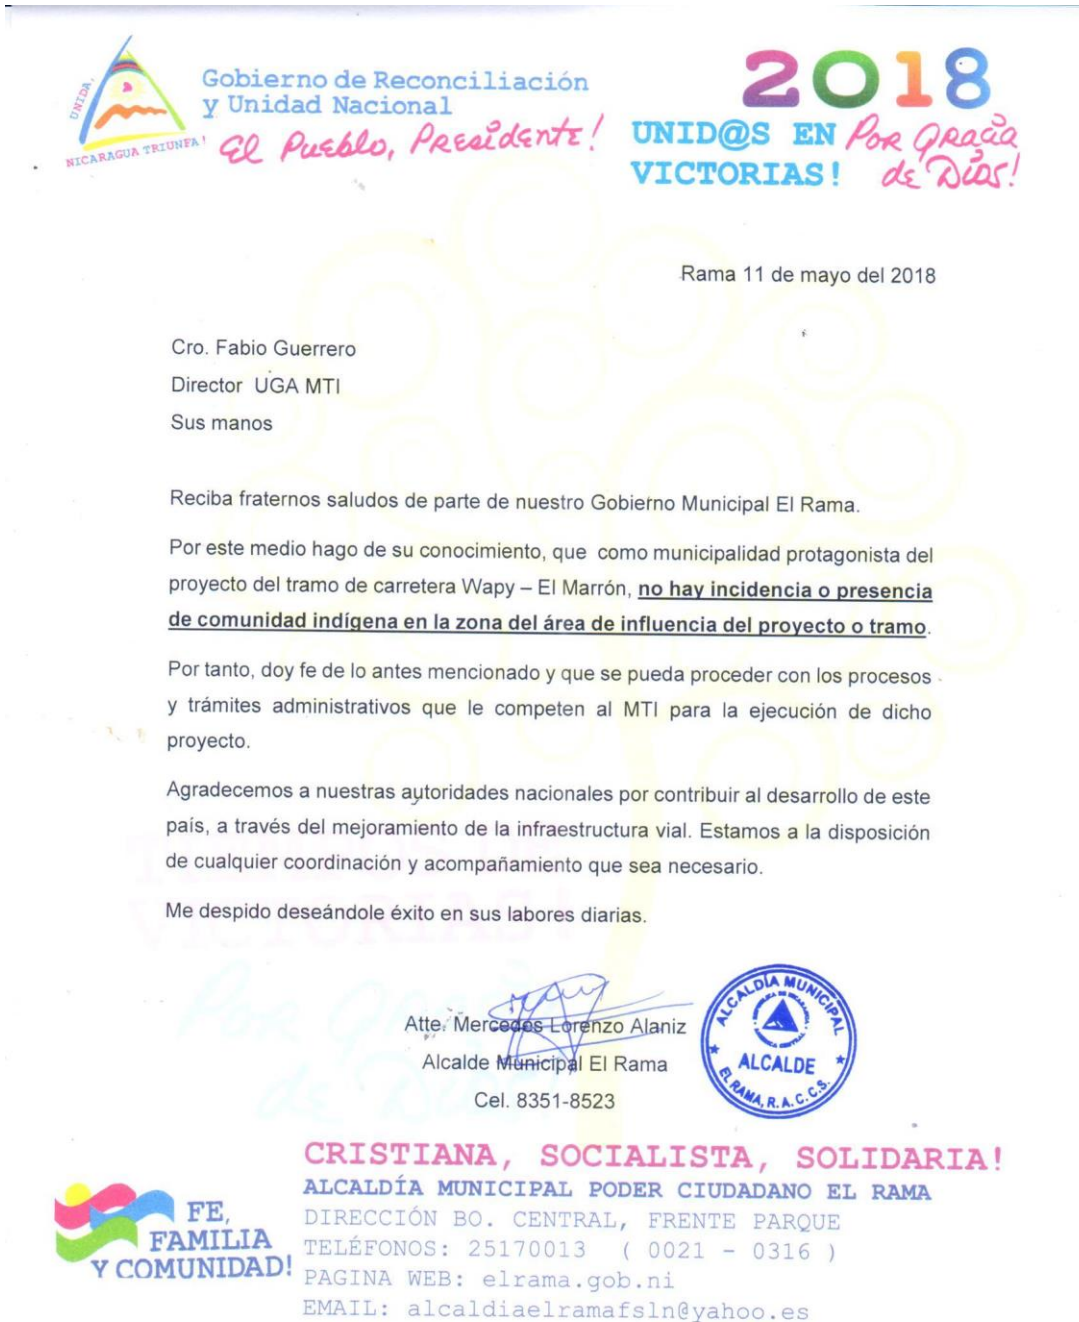 UNIDA,
NICARAGUA TRIUNFA!
Gobierno de Reconciliación
y Unidad Nacional
El Pueblo, Presidente!
2018
UNID@S EN Por Gracia
VICTORIAS! de Dios!
Rama 11 de mayo del 2018
Cro. Fabio Guerrero
Director UGA MTI
Sus manos
Reciba fraternos saludos de parte de nuestro Gobierno Municipal El Rama.
Por este medio hago de su conocimiento, que como municipalidad protagonista del
proyecto del tramo de carretera Wapy – El Marrón, no hay incidencia o presencia
de comunidad indígena en la zona del área de influencia del proyecto o tramo.
Por tanto, doy fe de lo antes mencionado y que se pueda proceder con los procesos
y trámites administrativos que le competen al MTI para la ejecución de dicho
proyecto.
Agradecemos a nuestras autoridades nacionales por contribuir al desarrollo de este
país, a través del mejoramiento de la infraestructura vial. Estamos a la disposición
de cualquier coordinación y acompañamiento que sea necesario.
Me despido deseándole éxito en sus labores diarias.
VICTORIAS!
Por Gracia
de Dios
Atte. Mercedes Lorenzo Alaniz
Alcalde Municipal El Rama
Cel. 8351-8523
ALCALDÍA MUNICIPAL
ALCALDE
EL RAMA, R.A.C.C.S.
FE,
FAMILIA
Y COMUNIDAD!
CRISTIANA, SOCIALISTA, SOLIDARIA!
ALCALDÍA MUNICIPAL PODER CIUDADANO EL RAMA
DIRECCIÓN BO. CENTRAL, FRENTE PARQUE
TELÉFONOS: 25170013 ( 0021 - 0316 )
PAGINA WEB: elrama.gob.ni
EMAIL: alcaldiaelramafsln@yahoo.es